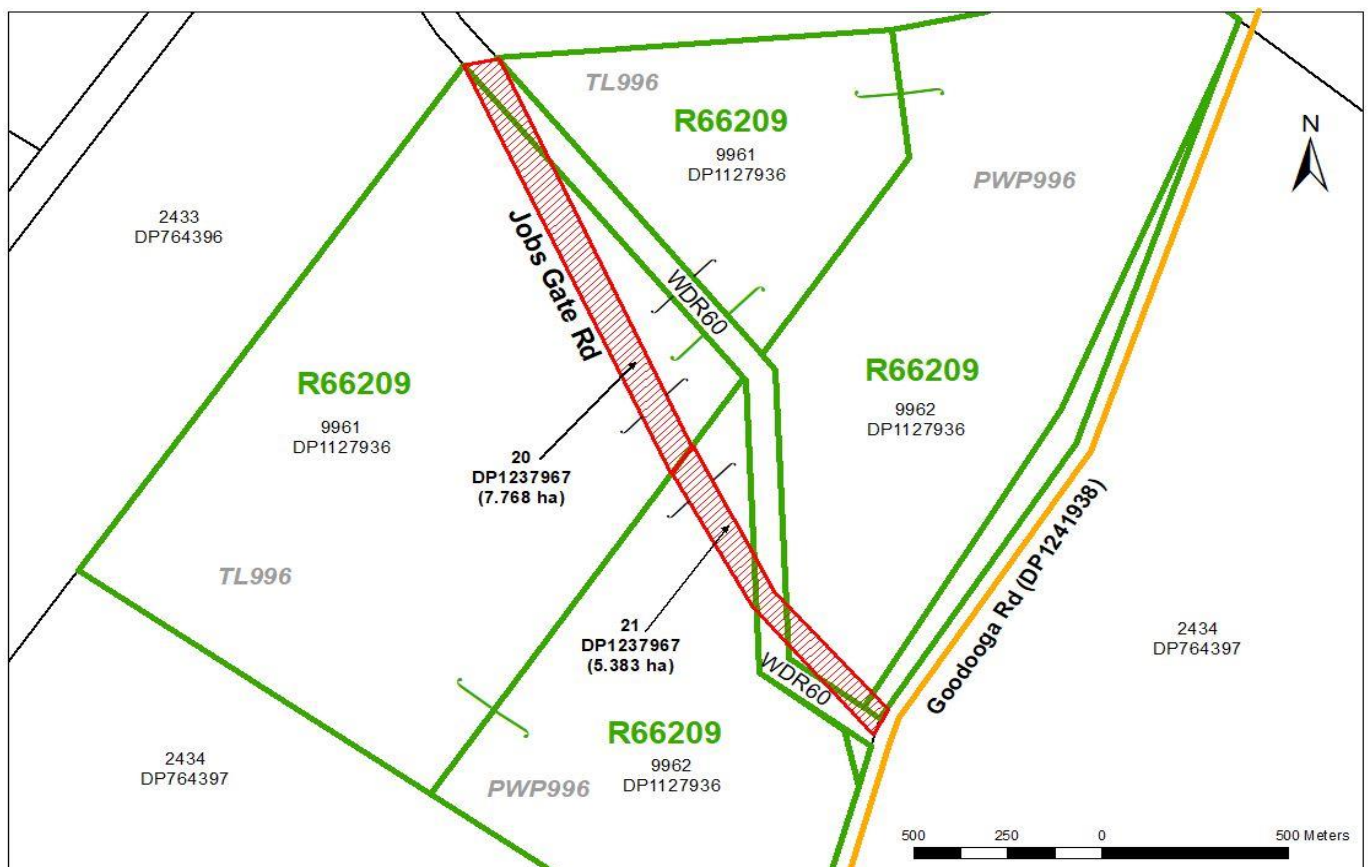 TL996
R66209
9961
DP1127936
N
PWP996
2433
DP764396
Jobs Gate Rd
WDR60
R66209
9961
DP1127936
R66209
9962
DP1127936
20
DP1237967
(7.768 ha)
Goodooga Rd (DP1241938)
TL996
21
DP1237967
(5.383 ha)
2434
DP764397
WDR60
R66209
9962
DP1127936
2434
DP764397
PWP996
500 250 0 500 Meters